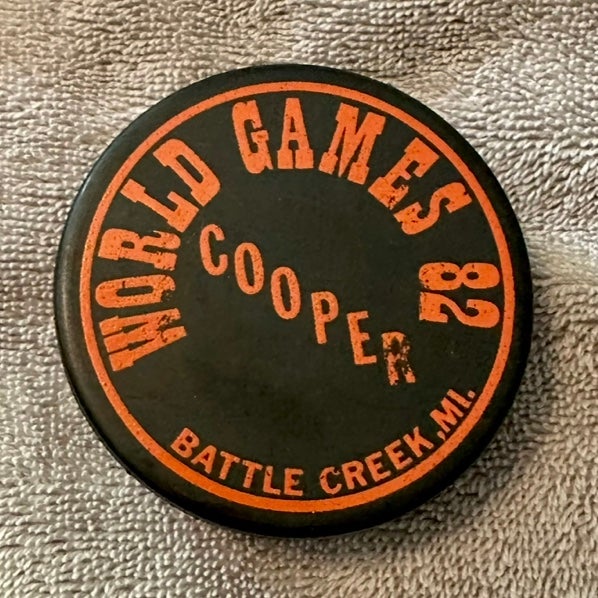 WORLD GAMES 82
COOPER
BATTLE CREEK, MI.